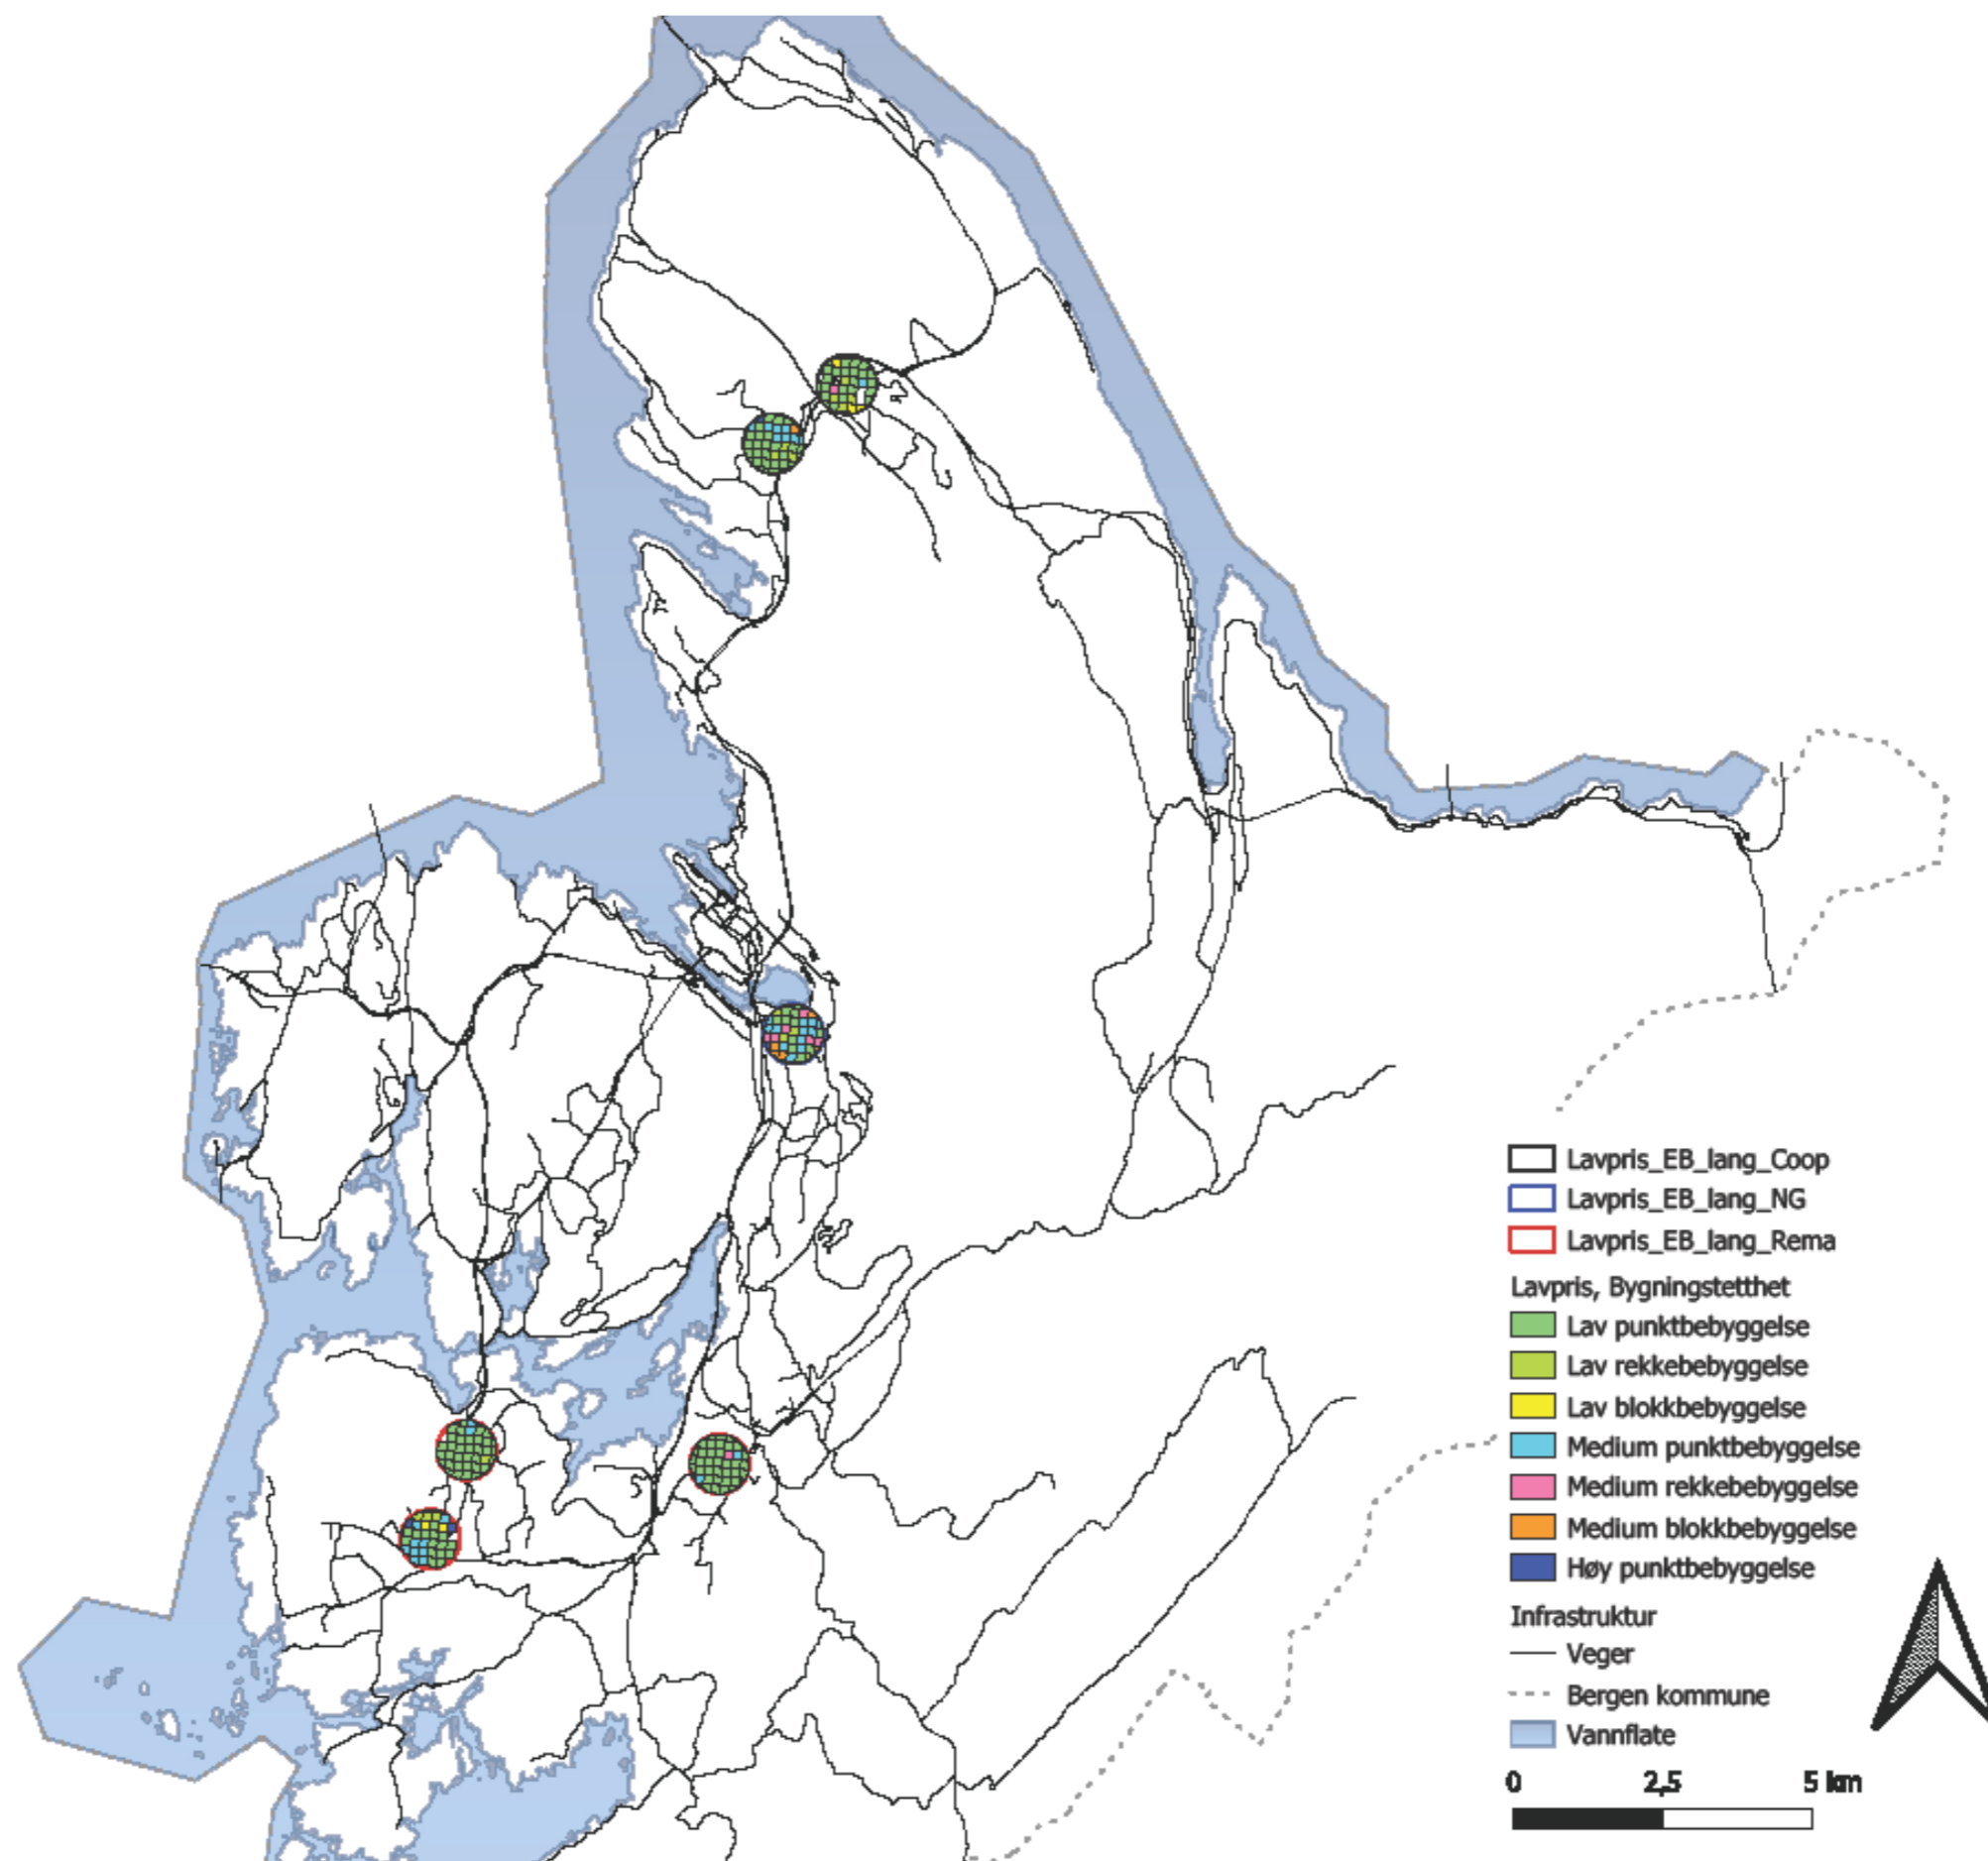 Lavpris_EB_lang_Coop
Lavpris_EB_lang_NG
Lavpris_EB_lang_Rema
Lavpris, Bygningstetthet
Lav punktbebyggelse
Lav rekkebebyggelse
Lav blokkbebyggelse
Medium punktbebyggelse
Medium rekkebebyggelse
Medium blokkbebyggelse
Høy punktbebyggelse
Infrastruktur
Veger
Bergen kommune
Vannflate
0 2,5 5 km